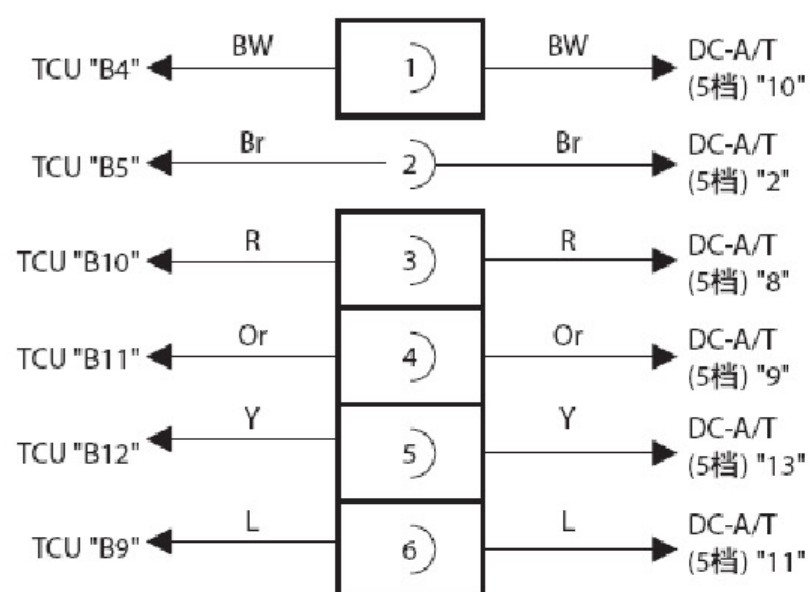 TCU "B4" BW 1 BW DC-A/T
(5档) "10"
TCU "B5" Br 2 Br DC-A/T
(5档) "2"
TCU "B10" R 3 R DC-A/T
(5档) "8"
TCU "B11" Or 4 Or DC-A/T
(5档) "9"
TCU "B12" Y 5 Y DC-A/T
(5档) "13"
TCU "B9" L 6 L DC-A/T
(5档) "11"